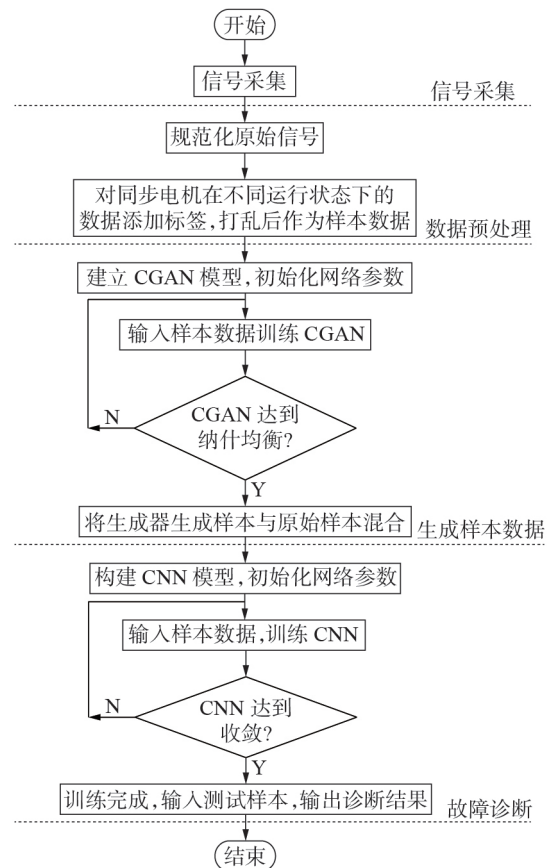 开始
信号采集
信号采集
规范化原始信号
对同步电机在不同运行状态下的
数据添加标签,打乱后作为样本数据
数据预处理
建立 CGAN 模型,初始化网络参数
输入样本数据训练 CGAN
CGAN 达到
纳什均衡?
N
Y
将生成器生成样本与原始样本混合
生成样本数据
构建 CNN 模型,初始化网络参数
输入样本数据,训练 CNN
CNN 达到
收敛?
N
Y
训练完成,输入测试样本,输出诊断结果
故障诊断
结束